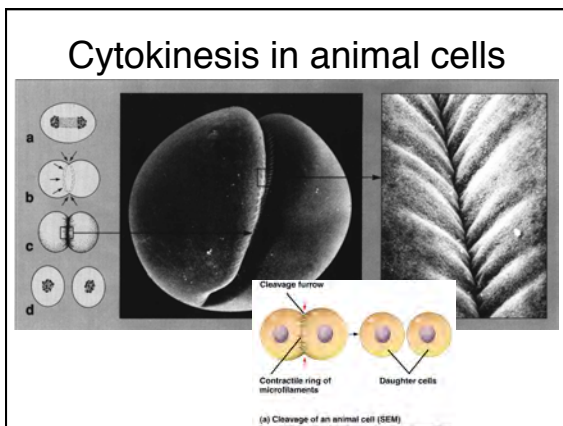 Cytokinesis in animal cells
a
b
c
d
Cleavage furrow
Contractile ring of
microfilaments
Daughter cells
(a) Cleavage of an animal cell (SEM)